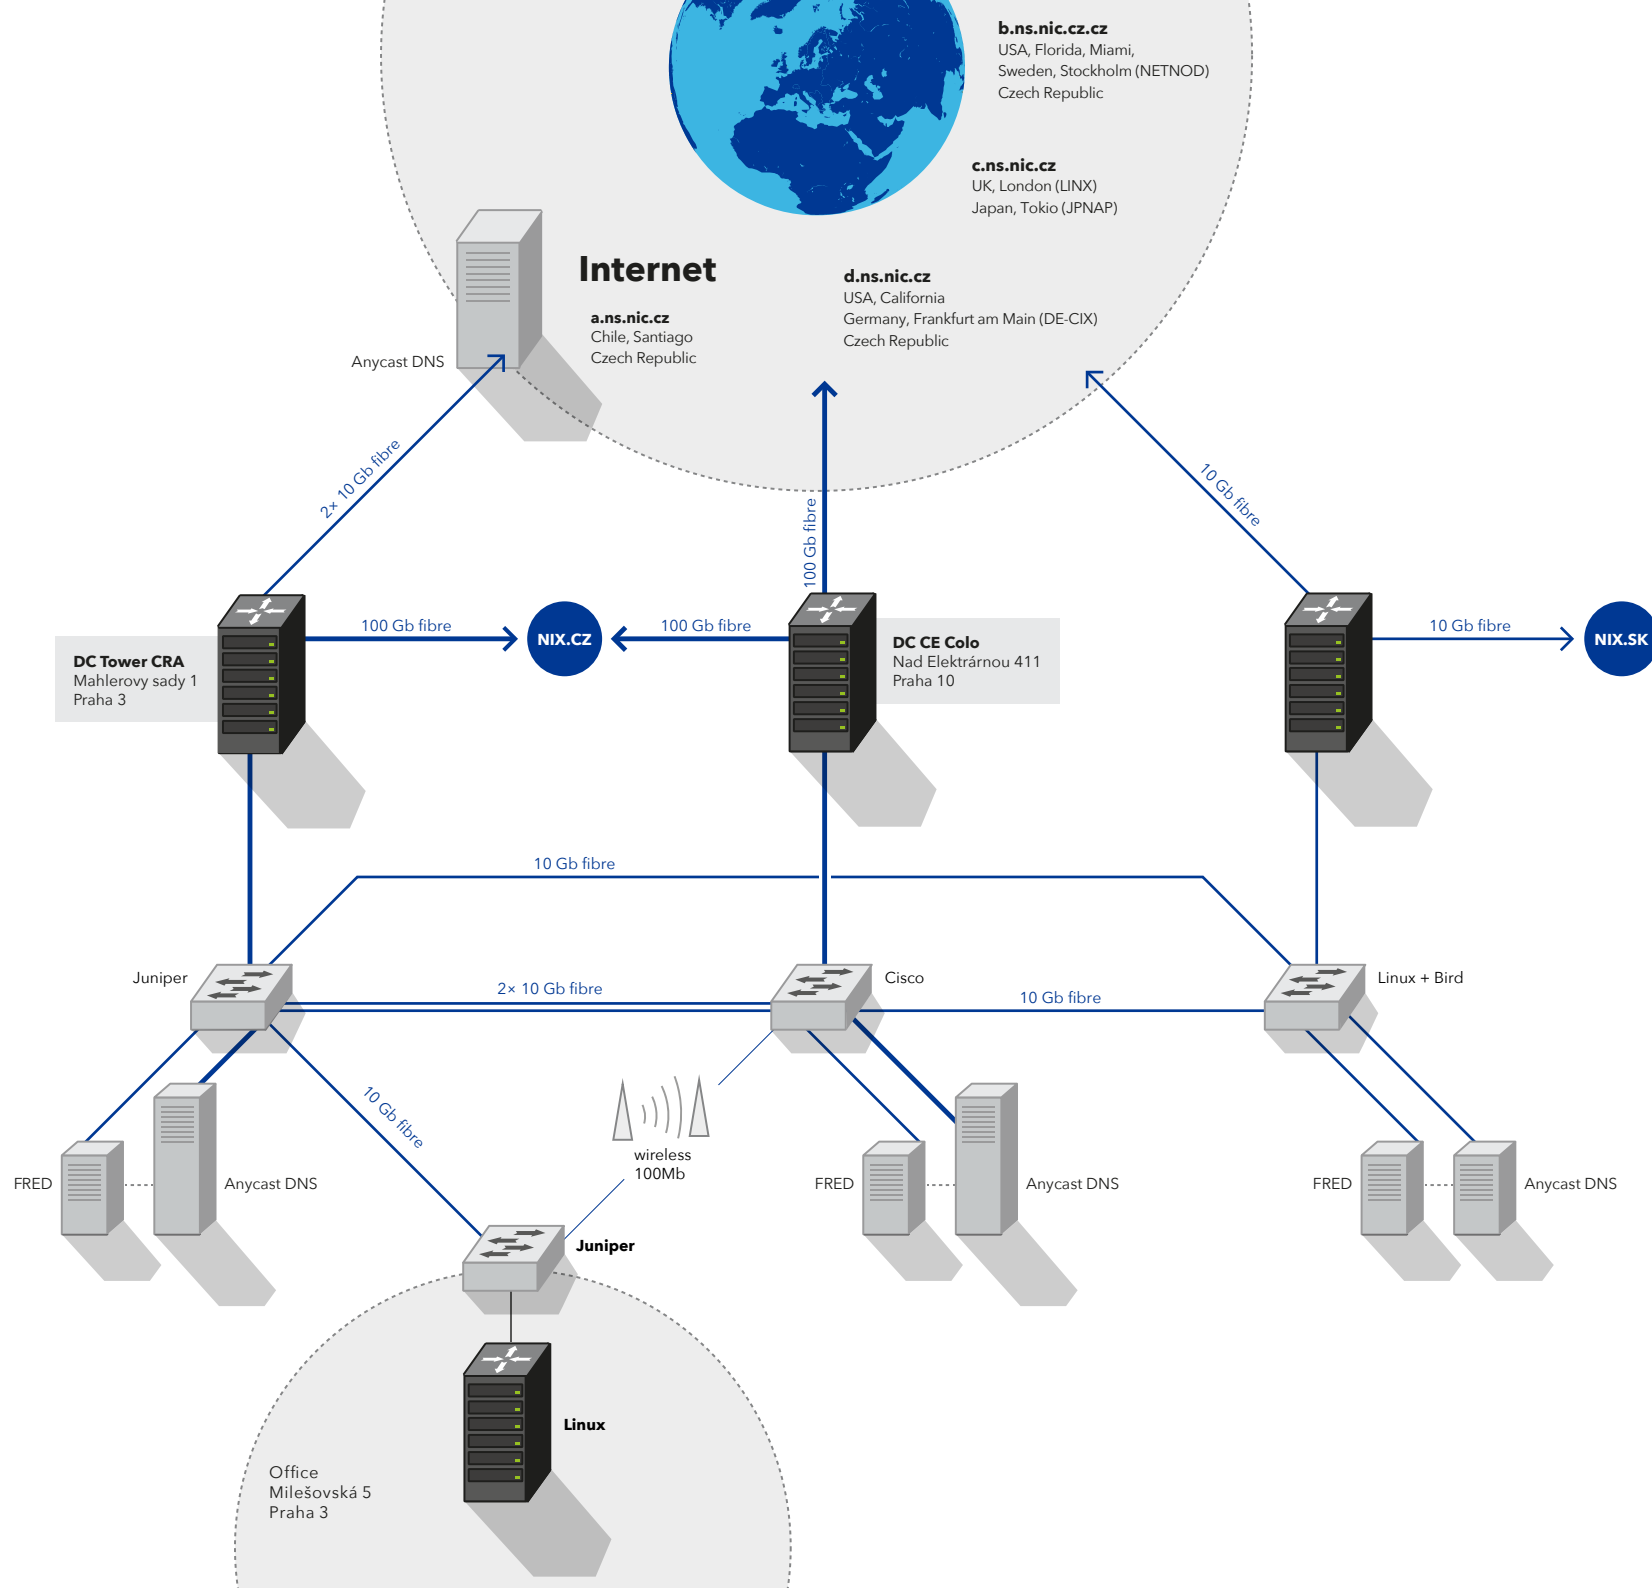 b.ns.nic.cz.cz
USA, Florida, Miami,
Sweden, Stockholm (NETNOD)
Czech Republic
c.ns.nic.cz
UK, London (LINX)
Japan, Tokio (JPNAP)
Internet
d.ns.nic.cz
USA, California
Germany, Frankfurt am Main (DE-CIX)
Czech Republic
a.ns.nic.cz
Chile, Santiago
Czech Republic
Anycast DNS
2× 10 Gb fibre
100 Gb fibre
10 Gb fibre
100 Gb fibre
NIX.CZ
100 Gb fibre
10 Gb fibre
NIX.SK
DC Tower CRA
Mahlerovy sady 1
Praha 3
DC CE Colo
Nad Elektrárnou 411
Praha 10
10 Gb fibre
Juniper
2× 10 Gb fibre
Cisco
10 Gb fibre
Linux + Bird
10 Gb fibre
wireless
100Mb
FRED
Anycast DNS
FRED
Anycast DNS
FRED
Anycast DNS
Juniper
Linux
Office
Milešovská 5
Praha 3